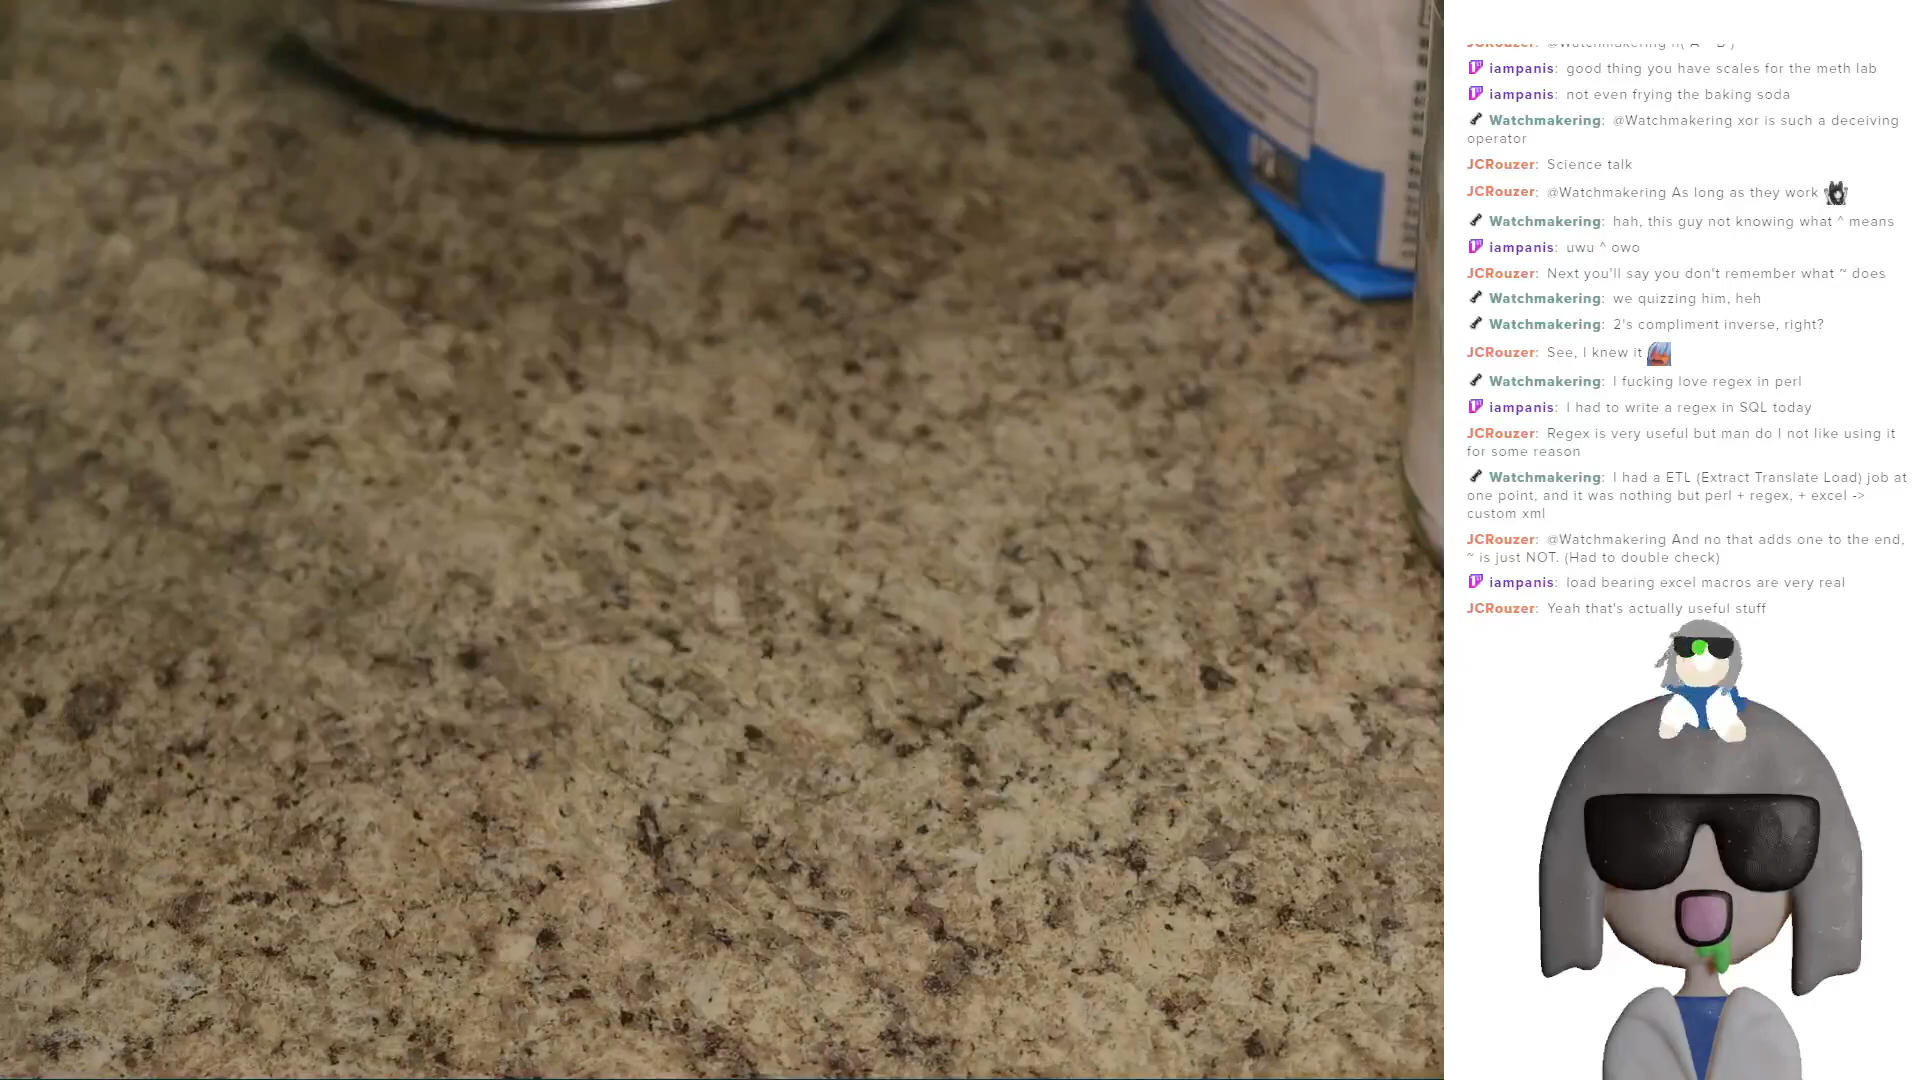 iampanis: good thing you have scales for the meth lab
iampanis: not even frying the baking soda
Watchmakering: @Watchmakering xor is such a deceiving
operator
JCRouzer: Science talk
JCRouzer: @Watchmakering As long as they work
Watchmakering: hah, this guy not knowing what ^ means
iampanis: uwu ^ owo
JCRouzer: Next you'll say you don't remember what ~ does
Watchmakering: we quizzing him, heh
Watchmakering: 2's compliment inverse, right?
JCRouzer: See, I knew it
Watchmakering: I fucking love regex in perl
iampanis: I had to write a regex in SQL today
JCRouzer: Regex is very useful but man do I not like using it
for some reason
Watchmakering: I had a ETL (Extract Translate Load) job at
one point, and it was nothing but perl + regex, + excel ->
custom xml
JCRouzer: @Watchmakering And no that adds one to the end,
~ is just NOT. (Had to double check)
iampanis: load bearing excel macros are very real
JCRouzer: Yeah that's actually useful stuff